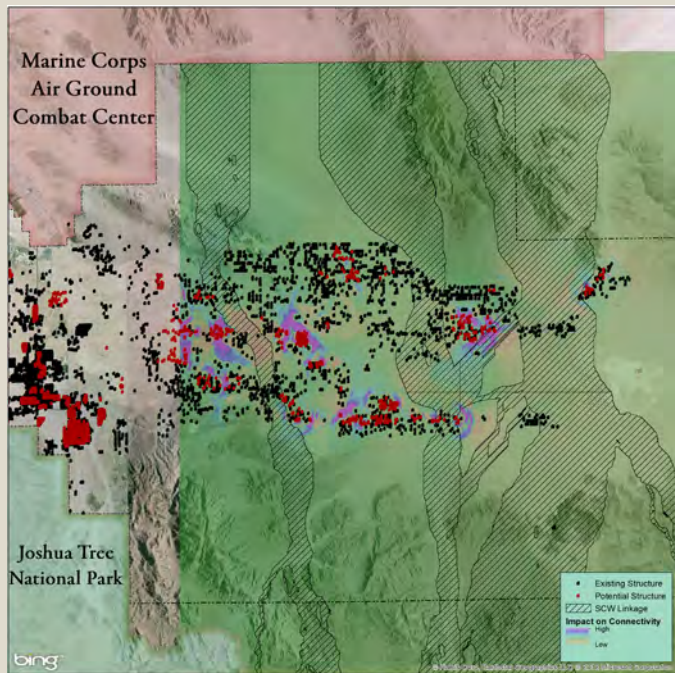 Marine Corps
Air Ground
Combat Center
Joshua Tree
National Park
Existing Structure
Potential Structure
SCW Linkage
Impact on Connectivity
High
Low
bing